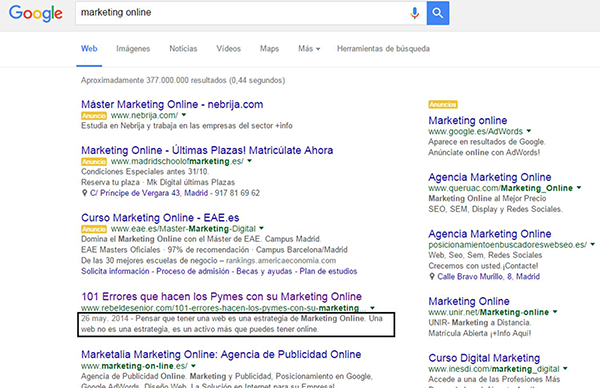 Google
marketing online
Web Imágenes Noticias Vídeos Maps Más Herramientas de búsqueda
Aproximadamente 377.000.000 resultados (0,44 segundos)
Máster Marketing Online - nebrija.com
Anuncio www.nebrija.com/
Estudia en Nebrija y trabaja en las empresas del sector +info
Marketing Online - Últimas Plazas! Matricúlate Ahora
Anuncio www.madridschoolofmarketing.es/
Condiciones Especiales antes 31/10.
Reserva tu plaza · Mk Digital últimas Plazas
C/ Príncipe de Vergara 43, Madrid - 917 81 69 62
Curso Marketing Online - EAE.es
Anuncio www.eae.es/Master-Marketing-Digital
Domina el Marketing Online con el Máster de EAE. Campus Madrid.
EAE Masters Oficiales · 97% de recomendación · Campus Barcelona/Madrid
De las 30 mejores escuelas de negocio – rankings.americaeconomia.com
Solicita información - Proceso de admisión - Becas y ayudas - Plan de estudios
101 Errores que hacen los Pymes con su Marketing Online
www.rebeldesenior.com/101-errores-hacen-los-pymes-con-su-marketing...
26 may. 2014 - Pensar que tener una web es una estrategia de Marketing Online. Una
web no es una estrategia, es un activo más que puedes tener online.
Marketalia Marketing Online: Agencia de Publicidad Online
www.marketing-on-line.es/
Agencia de Publicidad Online: Marketing y Publicidad, Posicionamiento en Google,
Google AdWords, Diseño Web. La Solución en Internet para su Empresa!
Anuncios
Marketing online
www.google.es/AdWords
Aparece en resultados de Google.
Anúnciate online con AdWords!
Agencia Marketing Online
www.queruac.com/Marketing_Online
Marketing Online al Mejor Precio
SEO, SEM, Display y Redes Sociales.
Agencia Marketing Online
posicionamientoenbuscadoreswebseo.es/
Web, Seo, Sem, Redes Sociales
Crecemos con usted.¡Contacte!
Calle Bravo Murillo, 8, Madrid
Marketing Online
www.unir.net/Marketing-online
UNIR- Marketing a Distancia.
Matrícula Abierta ¡+Info Aquí!
Curso Digital Marketing
www.inesdi.com/marketing_digital
Accede a una de las Profesiones Más